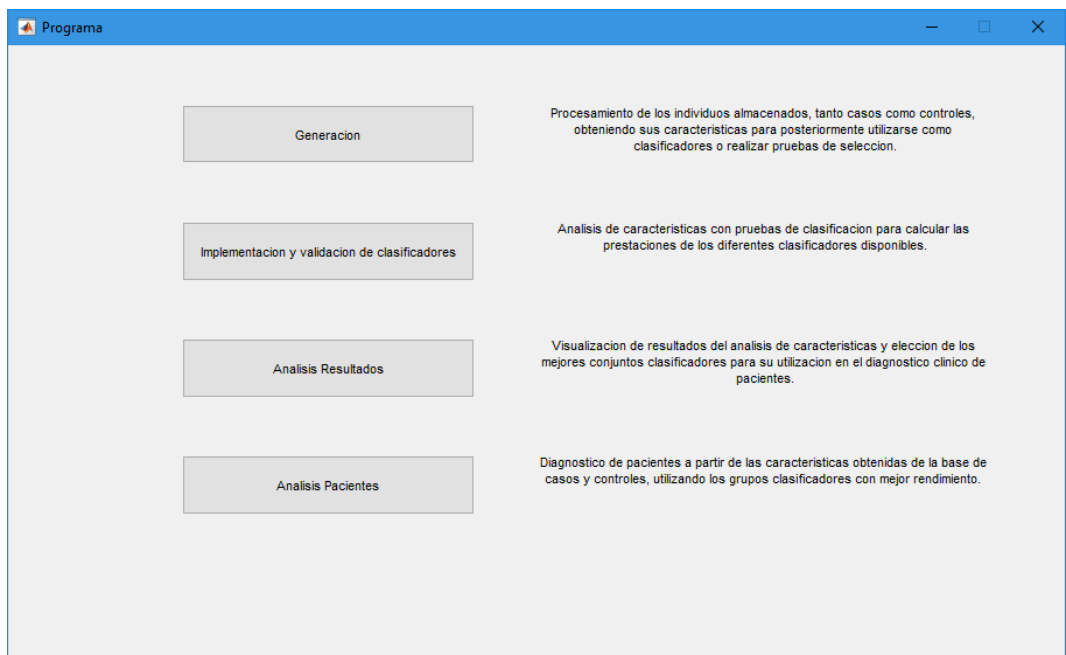 Programa
Generacion
Procesamiento de los individuos almacenados, tanto casos como controles,
obteniendo sus caracteristicas para posteriormente utilizarse como
clasificadores o realizar pruebas de seleccion.
Implementacion y validacion de clasificadores
Analisis de caracteristicas con pruebas de clasificacion para calcular las
prestaciones de los diferentes clasificadores disponibles.
Analisis Resultados
Visualizacion de resultados del analisis de caracteristicas y eleccion de los
mejores conjuntos clasificadores para su utilizacion en el diagnostico clinico de
pacientes.
Analisis Pacientes
Diagnostico de pacientes a partir de las caracteristicas obtenidas de la base de
casos y controles, utilizando los grupos clasificadores con mejor rendimiento.